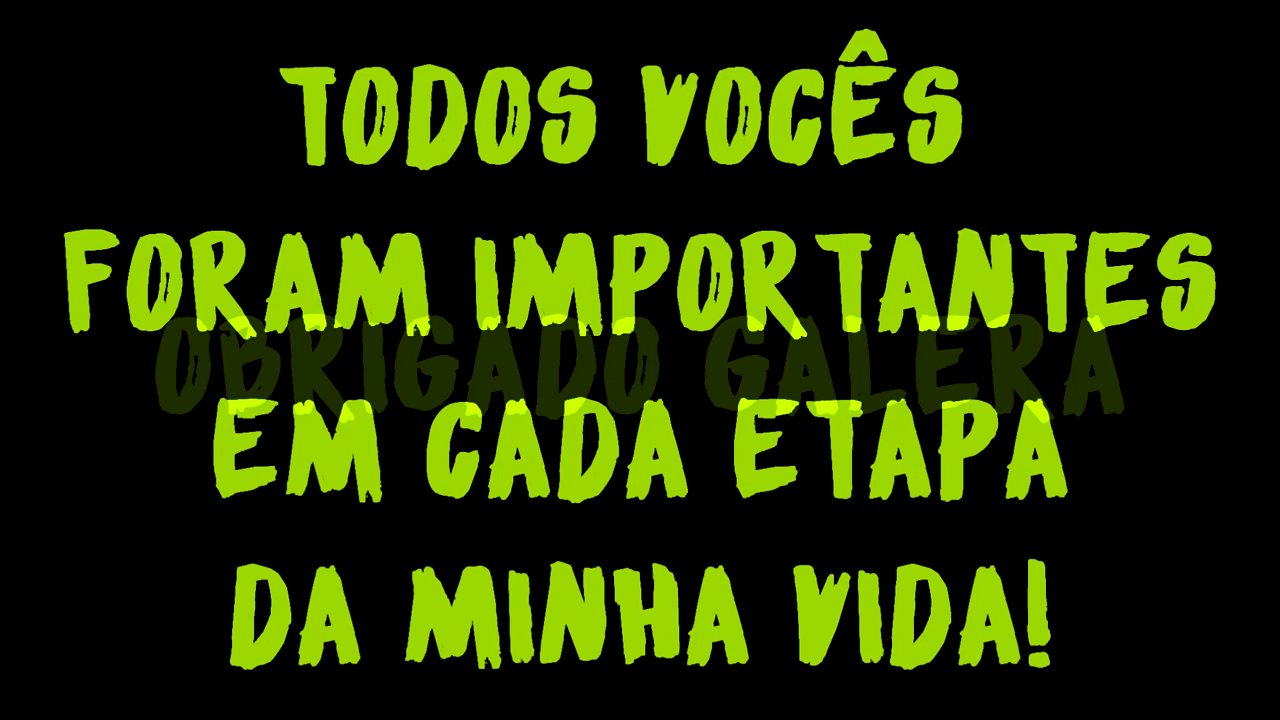 TODOS VOCÊS
FORAM IMPORTANTES
OBRIGADO GALERA
EM CADA ETAPA
DA MINHA VIDA!